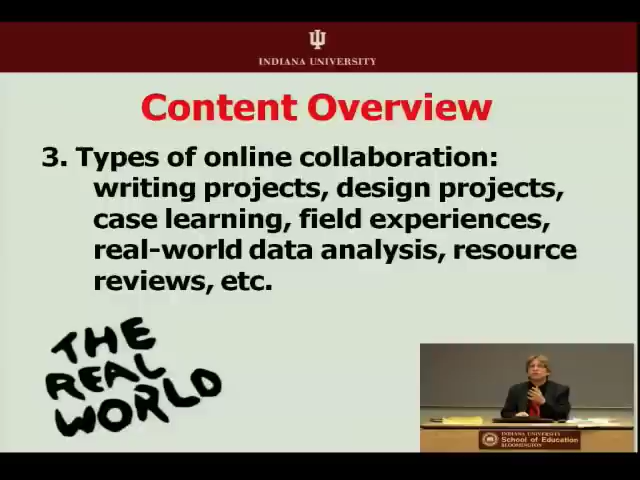 INDIANA UNIVERSITY
Content Overview
3. Types of online collaboration:
writing projects, design projects,
case learning, field experiences,
real-world data analysis, resource
reviews, etc.
THE
REAL
WORLD
INDIANA UNIVERSITY
School of Education
BLOOMINGTON